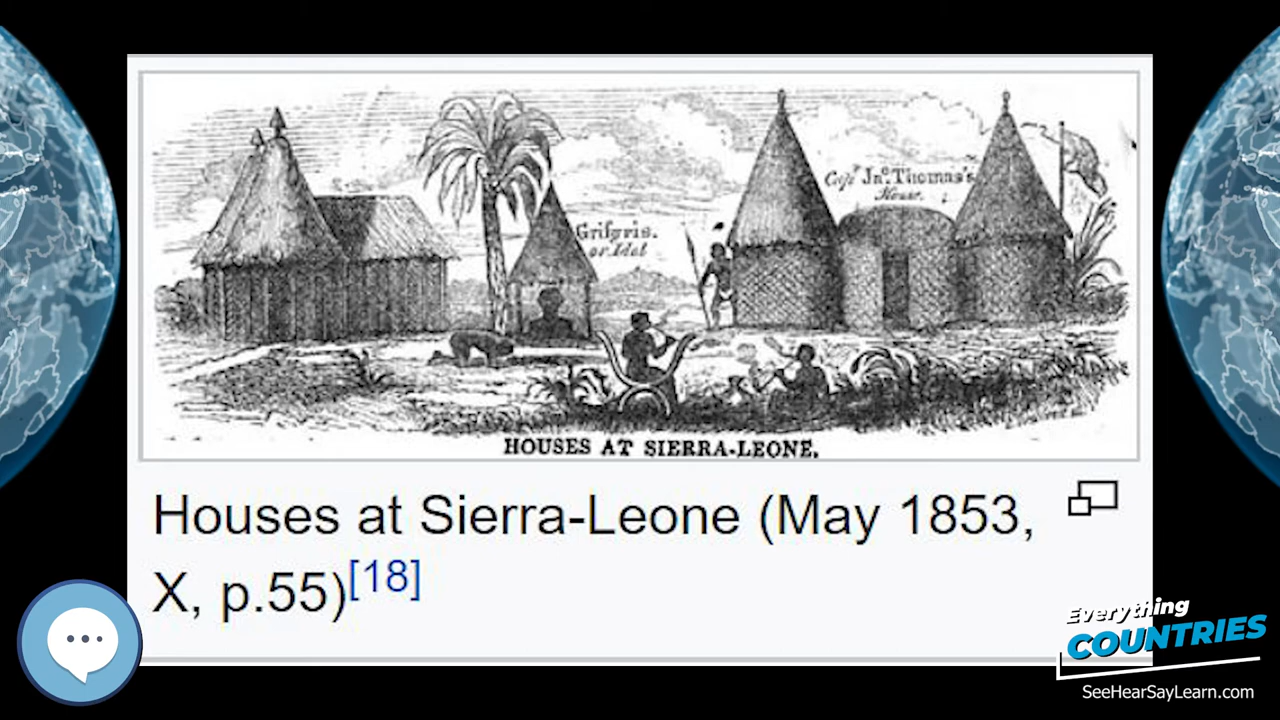 Capt Jno Thomas's
House.
Grifgris.
or Idol
HOUSES AT SIERRA-LEONE.
Houses at Sierra-Leone (May 1853,
X, p.55)[18]
Everything
COUNTRIES
SeeHearSayLearn.com